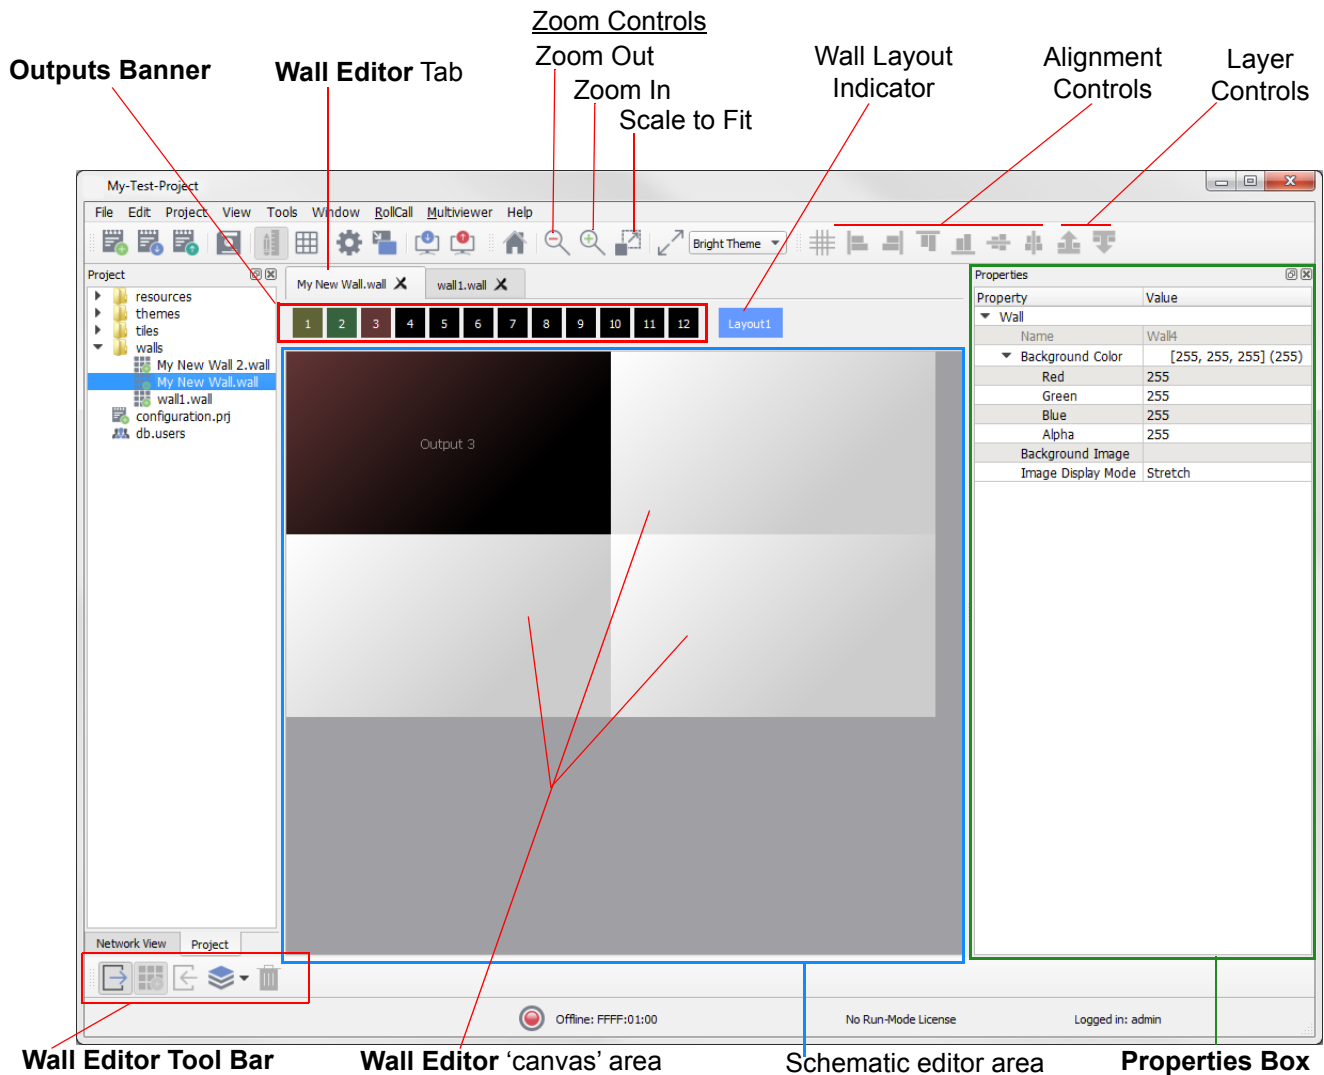 Zoom Controls
Zoom Out
Zoom In
Scale to Fit
Outputs Banner
Wall Editor Tab
Wall Layout
Indicator
Alignment
Controls
Layer
Controls
My-Test-Project
File Edit Project View Tools Window RollCall Multiviewer Help
Bright Theme
Project
resources
themes
tiles
walls
My New Wall 2.wall
My New Wall.wall
wall1.wall
configuration.prj
db.users
Network View Project
My New Wall.wall wall1.wall
1 2 3 4 5 6 7 8 9 10 11 12 Layout1
Output 3
Properties
Property Value
Wall
Name Wall4
Background Color [255, 255, 255] (255)
Red 255
Green 255
Blue 255
Alpha 255
Background Image
Image Display Mode Stretch
Offline: FFFF:01:00 No Run-Mode License Logged in: admin
Wall Editor Tool Bar
Wall Editor ‘canvas’ area
Schematic editor area
Properties Box